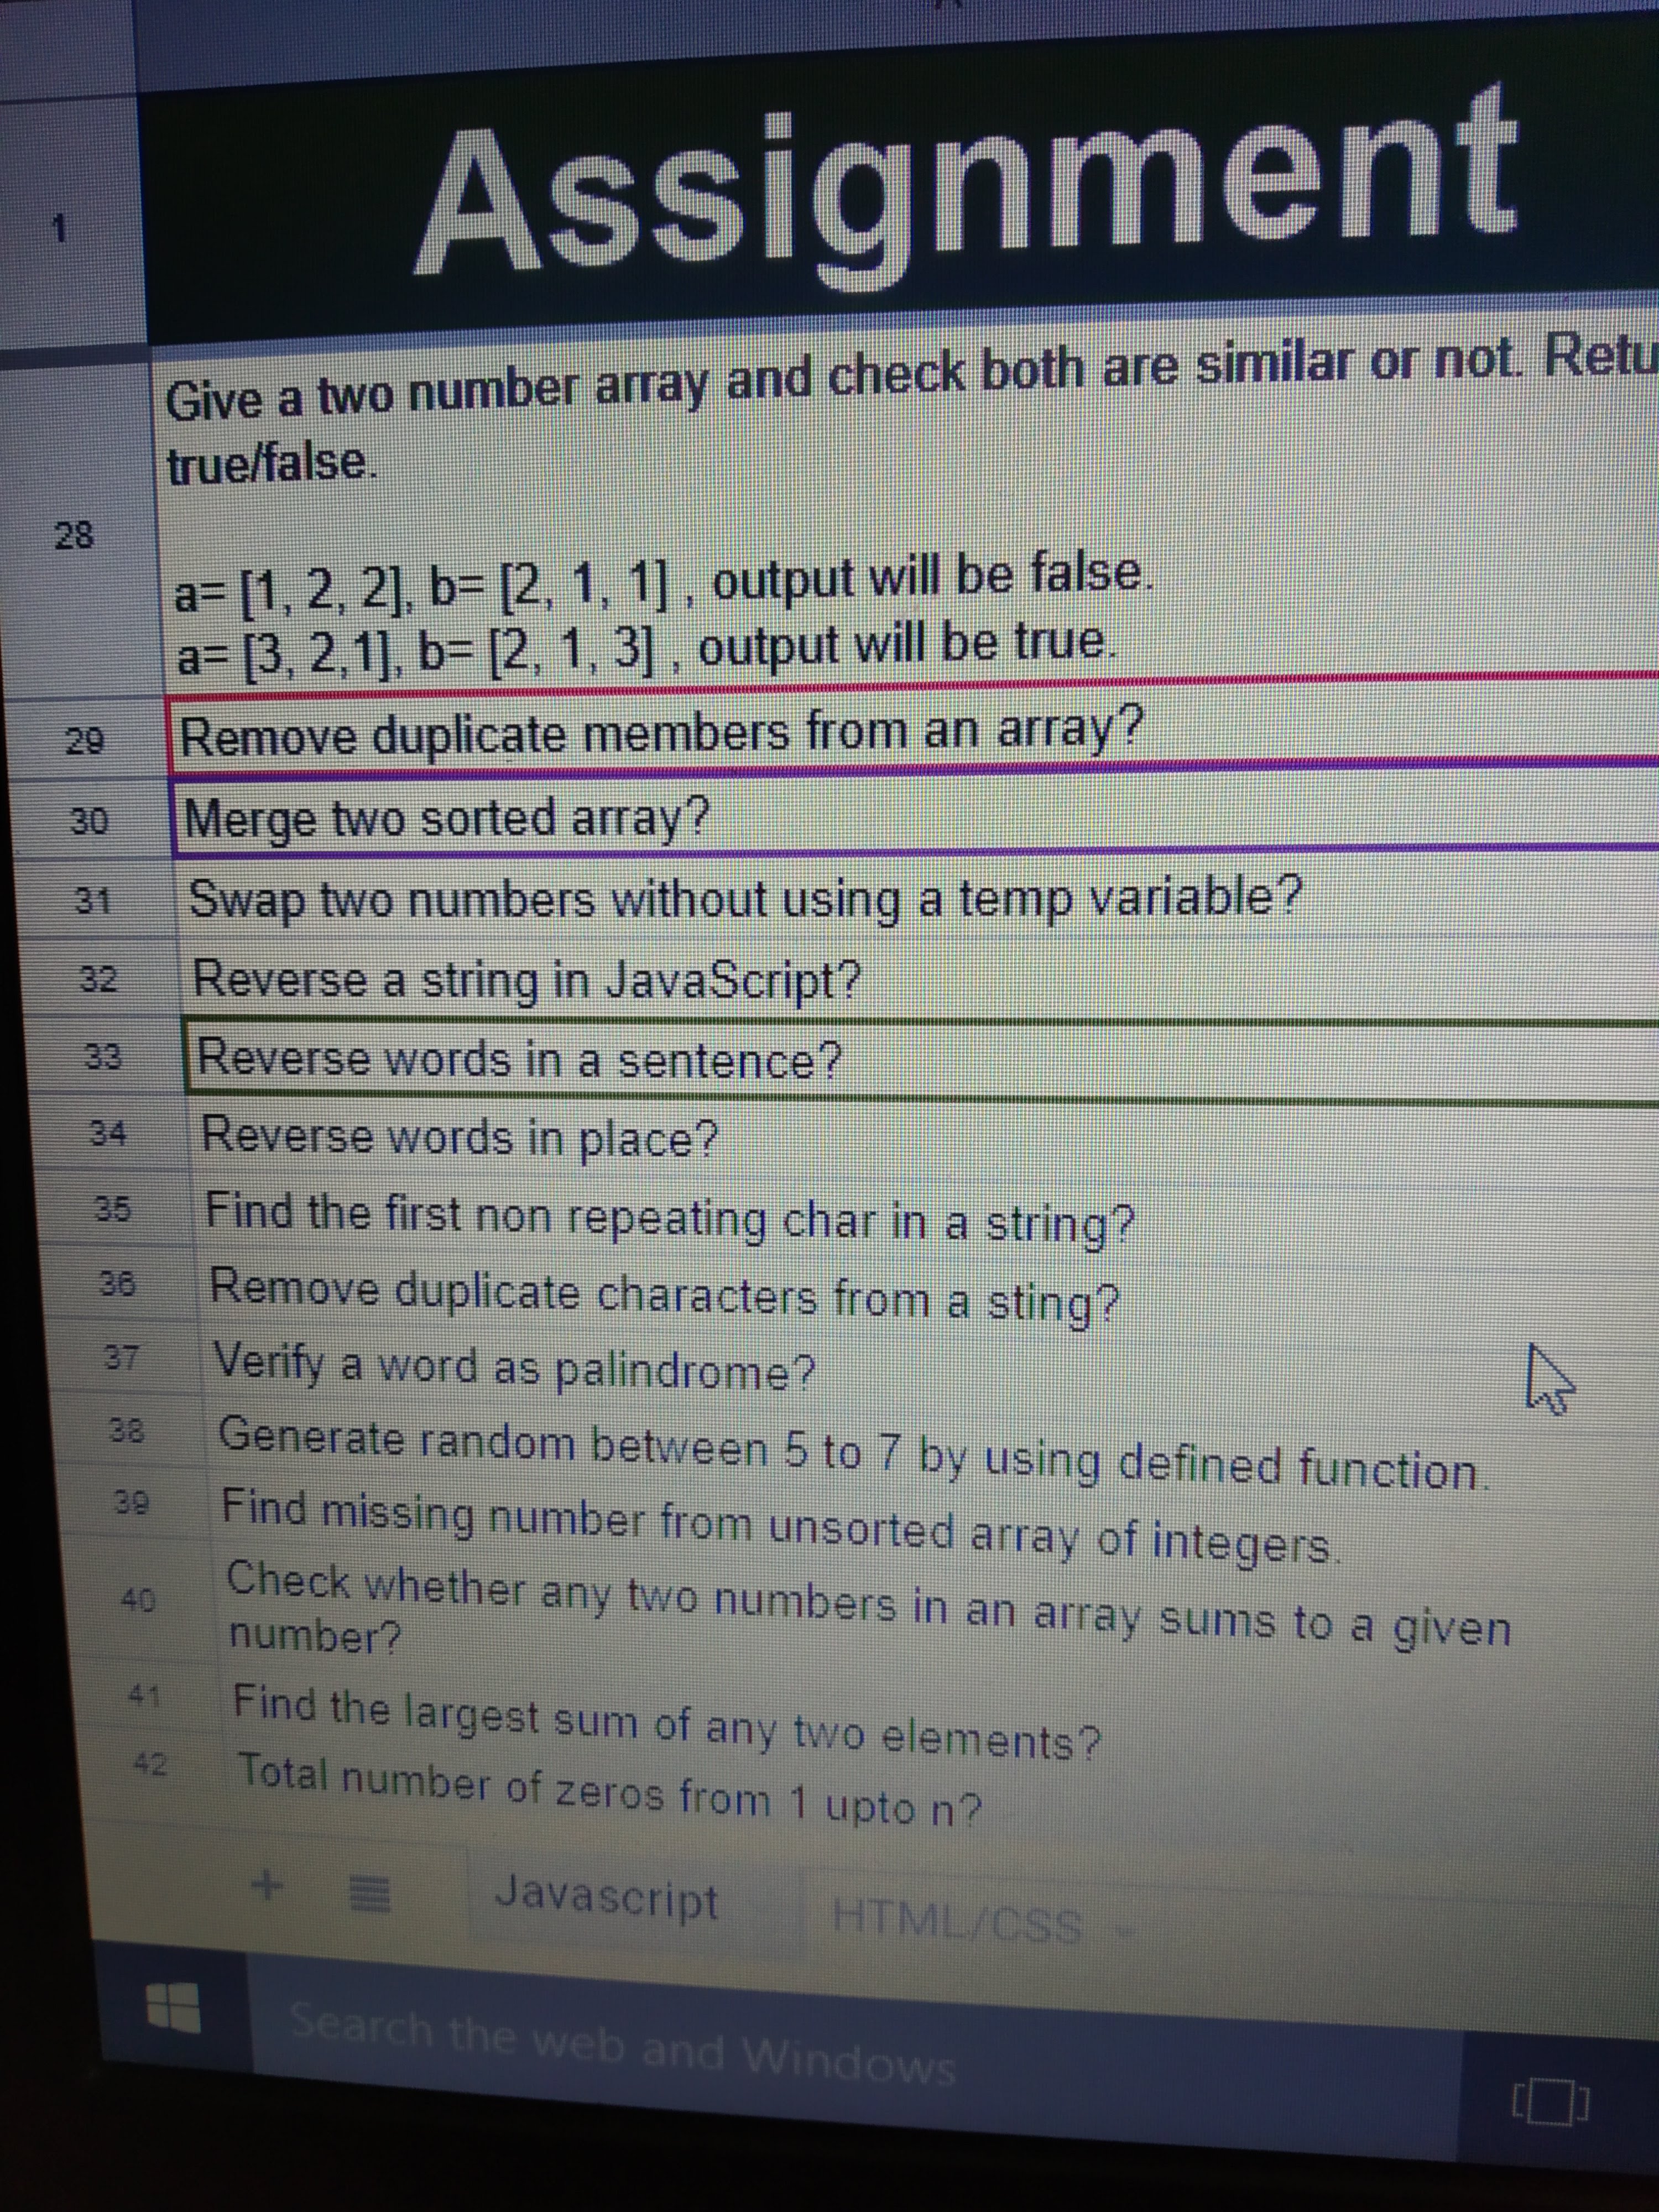 1
Assignment
Give a two number array and check both are similar or not. Retu
true/false.
28
a= [1, 2, 2], b= [2, 1, 1] , output will be false.
a= [3, 2,1], b= [2, 1, 3] , output will be true.
29 Remove duplicate members from an array?
30 Merge two sorted array?
31 Swap two numbers without using a temp variable?
32 Reverse a string in JavaScript?
33 Reverse words in a sentence?
34 Reverse words in place?
35 Find the first non repeating char in a string?
36 Remove duplicate characters from a sting?
37 Verify a word as palindrome?
38 Generate random between 5 to 7 by using defined function.
39 Find missing number from unsorted array of integers.
40 Check whether any two numbers in an array sums to a given
number?
41 Find the largest sum of any two elements?
42 Total number of zeros from 1 upto n?
Javascript HTML/CSS
Search the web and Windows